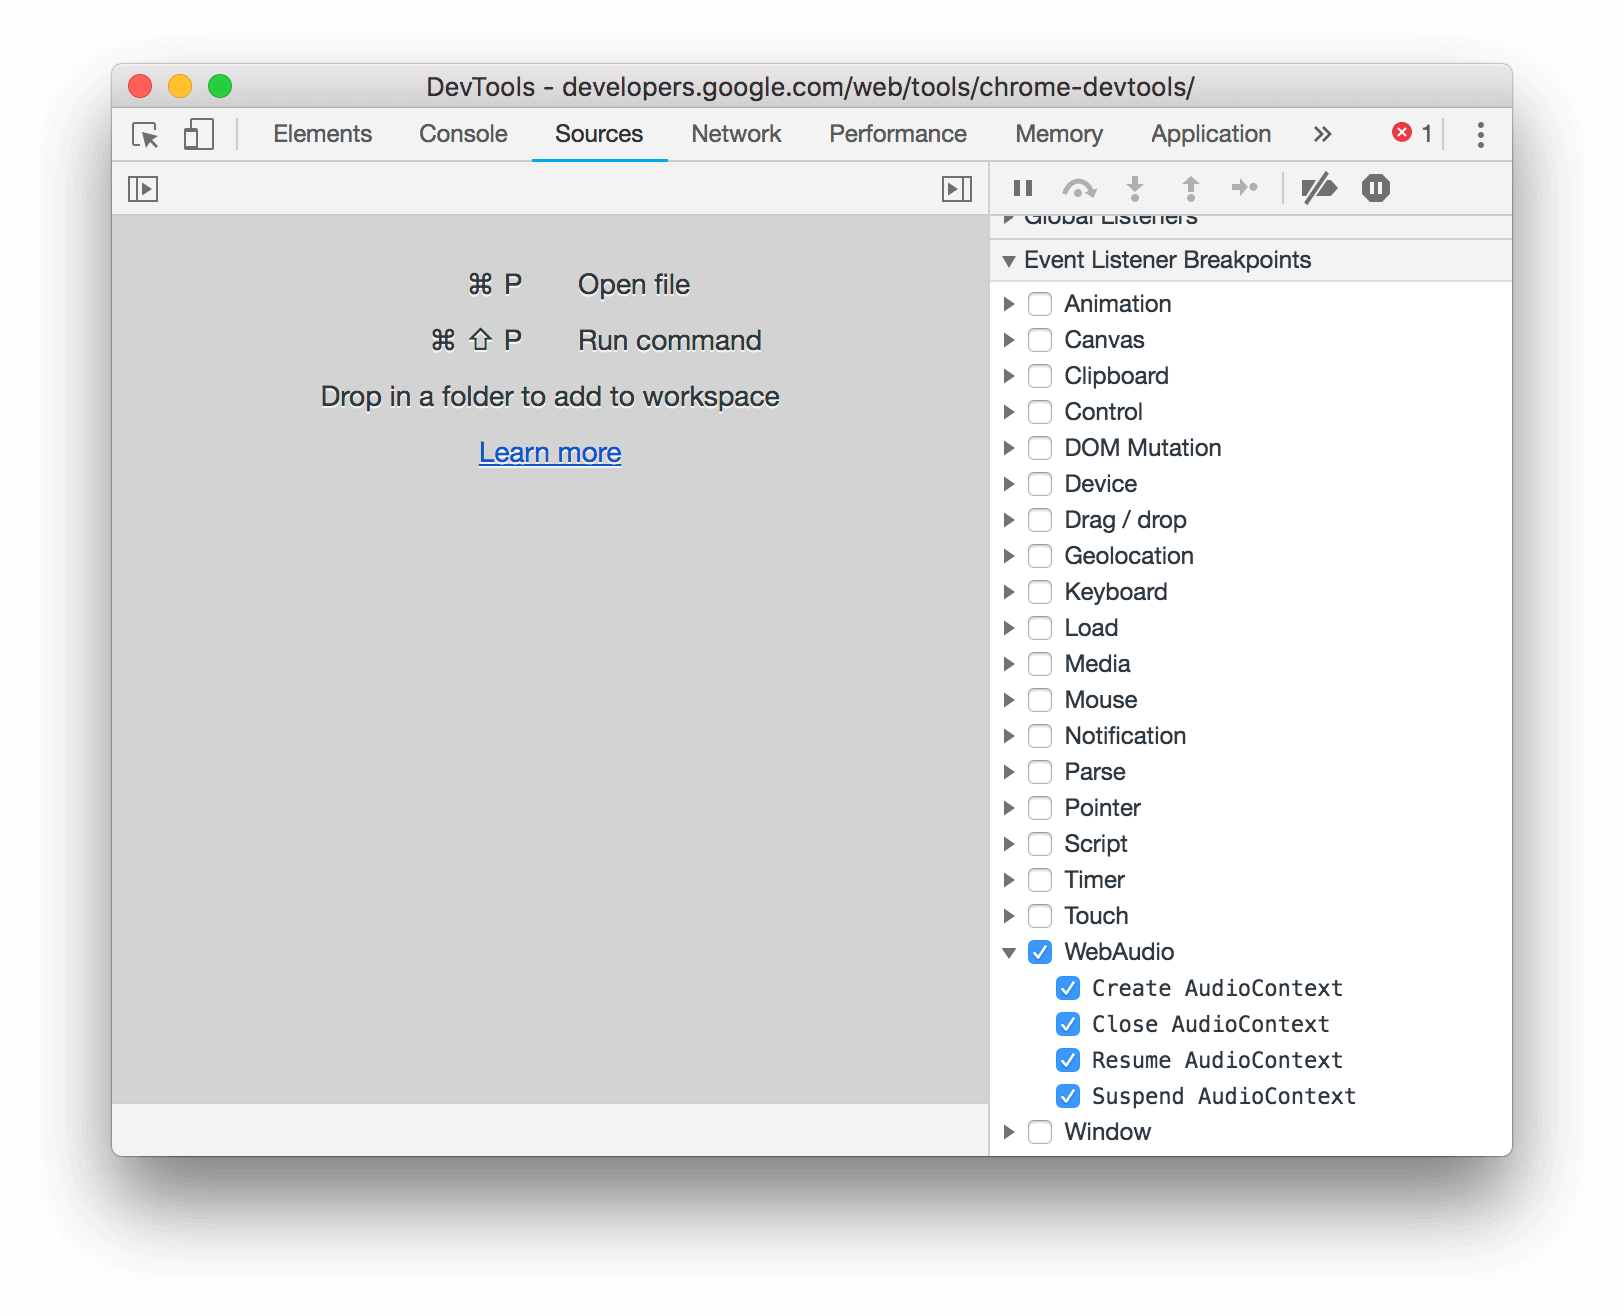 DevTools - developers.google.com/web/tools/chrome-devtools/
Elements Console Sources Network Performance Memory Application » 1
Global Listeners
Event Listener Breakpoints
⌘ P Open file
⌘ ⇧ P Run command
Drop in a folder to add to workspace
Learn more
Animation
Canvas
Clipboard
Control
DOM Mutation
Device
Drag / drop
Geolocation
Keyboard
Load
Media
Mouse
Notification
Parse
Pointer
Script
Timer
Touch
WebAudio
Create AudioContext
Close AudioContext
Resume AudioContext
Suspend AudioContext
Window